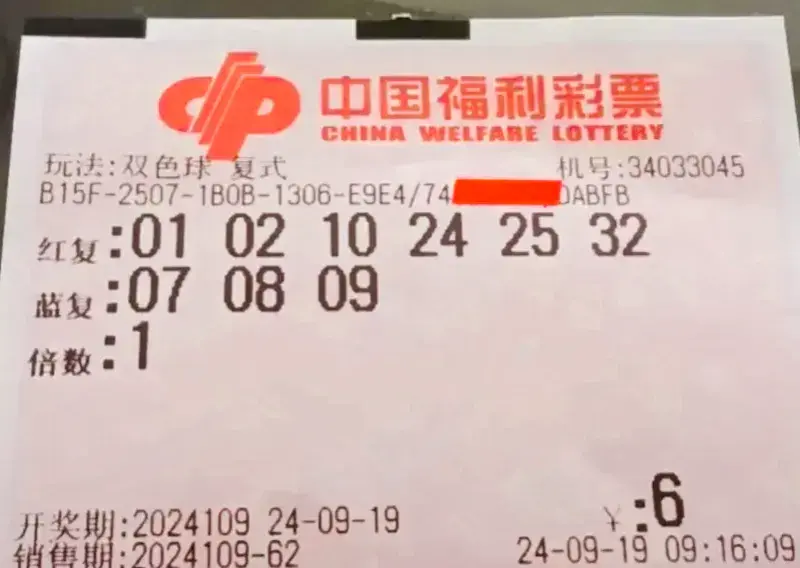 中国福利彩票
CHINA WELFARE LOTTERY
玩法:双色球 复式 机号:34033045
B15F-2507-1B0B-1306-E9E4/74 0ABFB
红复:01 02 10 24 25 32
蓝复:07 08 09
倍数:1
￥:6
开奖期:2024109 24-09-19
销售期:2024109-62 24-09-19 09:16:09